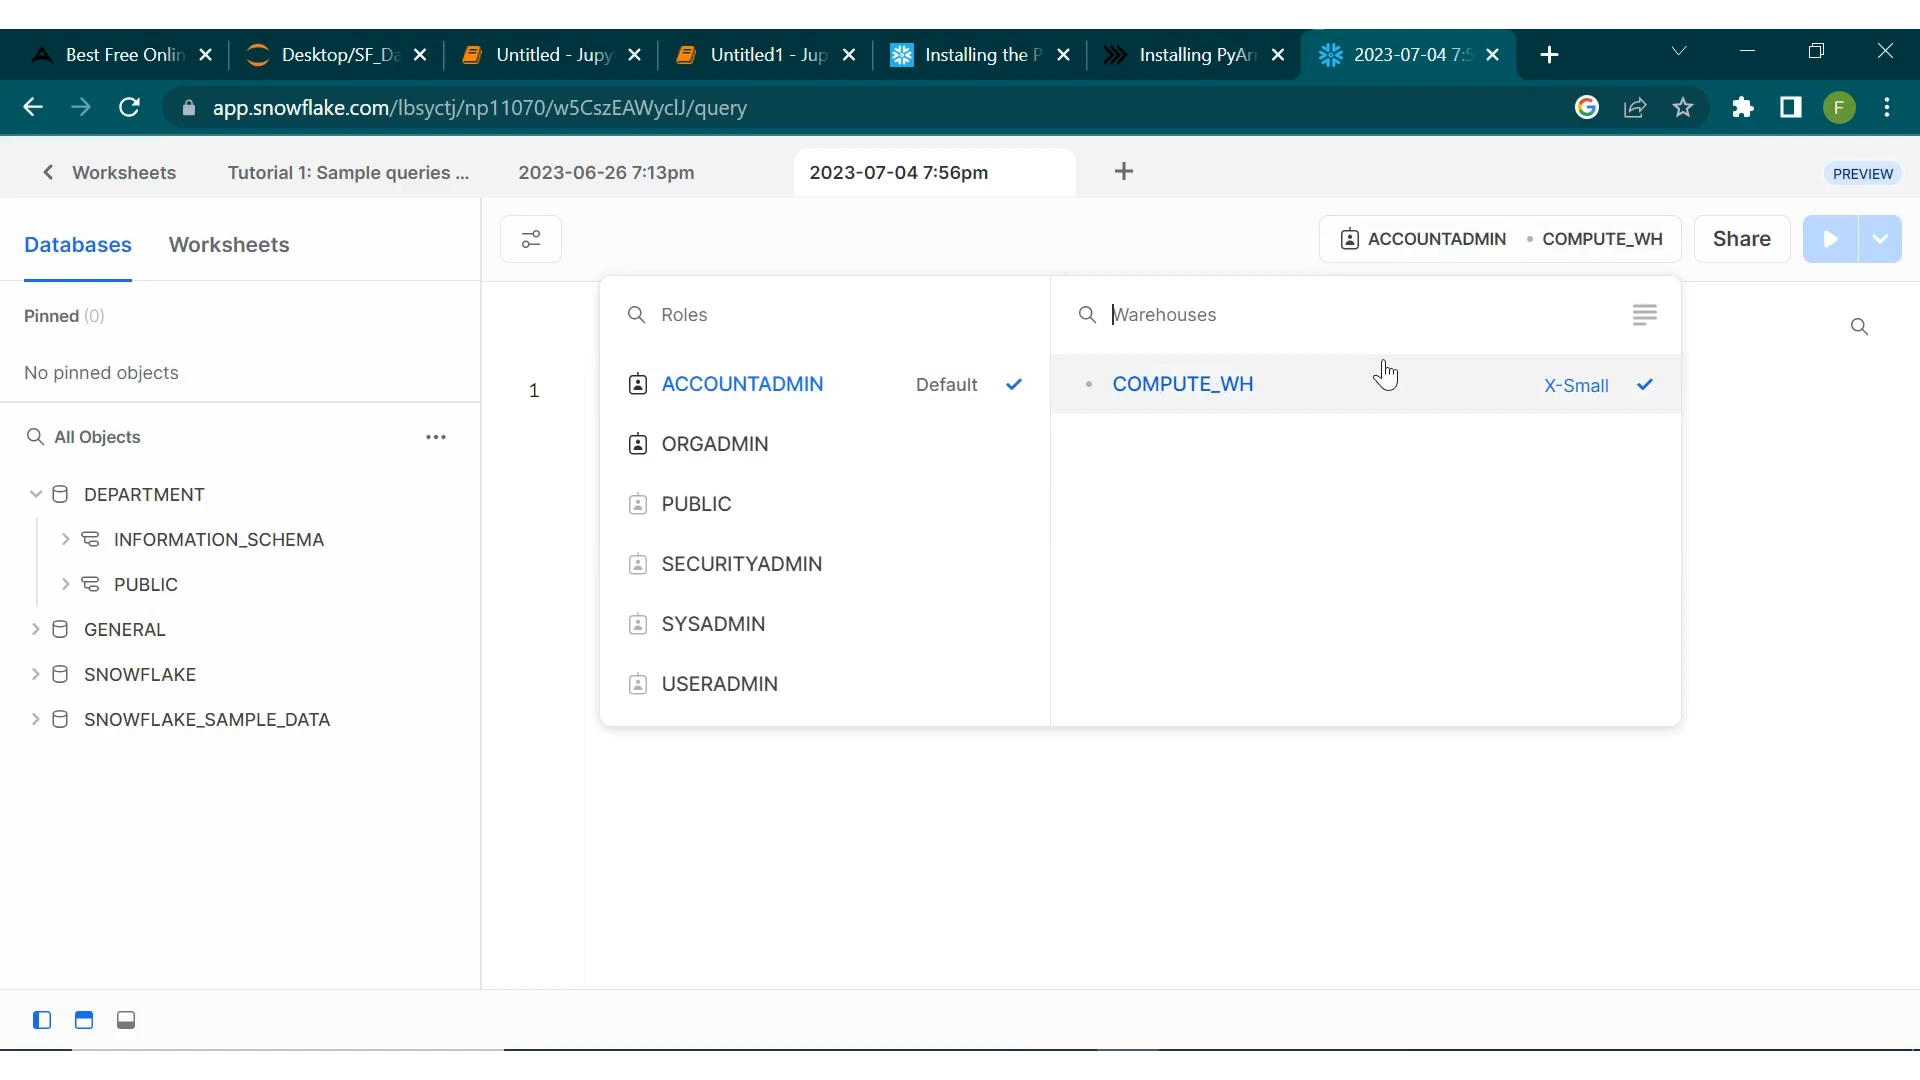 Best Free Onlin
Desktop/SF_Da
Untitled - Jupy
Untitled1 - Jup
Installing the P
Installing PyArr
2023-07-04 7:5
app.snowflake.com/lbsyctj/np11070/w5CszEAWyclJ/query
F
Worksheets
Tutorial 1: Sample queries ...
2023-06-26 7:13pm
2023-07-04 7:56pm
PREVIEW
Databases
Worksheets
ACCOUNTADMIN
COMPUTE_WH
Share
Pinned (0)
No pinned objects
All Objects
DEPARTMENT
INFORMATION_SCHEMA
PUBLIC
GENERAL
SNOWFLAKE
SNOWFLAKE_SAMPLE_DATA
1
Roles
ACCOUNTADMIN Default
ORGADMIN
PUBLIC
SECURITYADMIN
SYSADMIN
USERADMIN
Warehouses
COMPUTE_WH X-Small